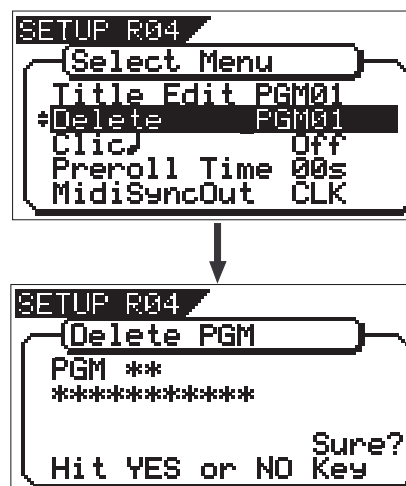 SETUP R04
Select Menu
Title Edit PGM01
Delete PGM01
Clic♩ Off
Preroll Time 00s
MidiSyncOut CLK
SETUP R04
Delete PGM
PGM **
***********
Sure?
Hit YES or NO Key